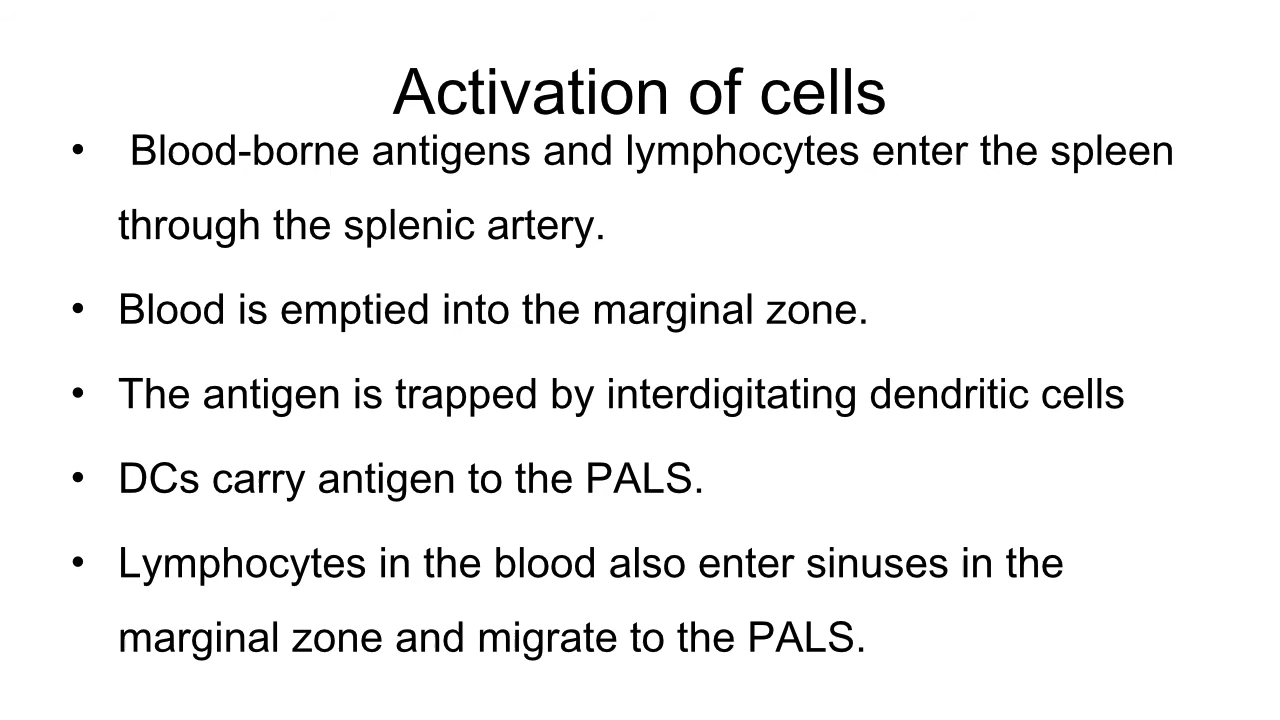 Activation of cells
• Blood-borne antigens and lymphocytes enter the spleen
through the splenic artery.
• Blood is emptied into the marginal zone.
• The antigen is trapped by interdigitating dendritic cells
• DCs carry antigen to the PALS.
• Lymphocytes in the blood also enter sinuses in the
marginal zone and migrate to the PALS.